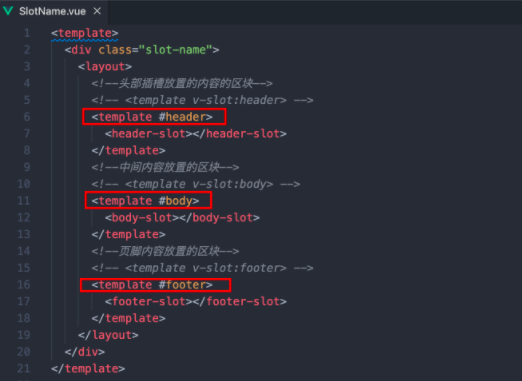 SlotName.vue ×
1 <template>
2 <div class="slot-name">
3 <layout>
4 <!--头部插槽放置的内容的区块-->
5 <!-- <template v-slot:header> -->
6 <template #header>
7 <header-slot></header-slot>
8 </template>
9 <!--中间内容放置的区块-->
10 <!-- <template v-slot:body> -->
11 <template #body>
12 <body-slot></body-slot>
13 </template>
14 <!--页脚内容放置的区块-->
15 <!-- <template v-slot:footer> -->
16 <template #footer>
17 <footer-slot></footer-slot>
18 </template>
19 </layout>
20 </div>
21 </template>